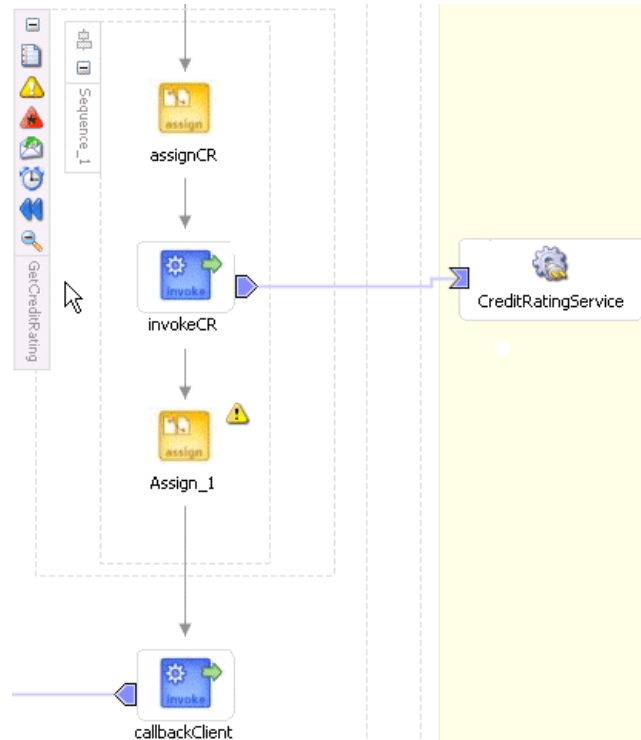 Sequence_1
GetCreditRating
assign
assignCR
invoke
invokeCR
CreditRatingService
assign
Assign_1
invoke
callbackClient